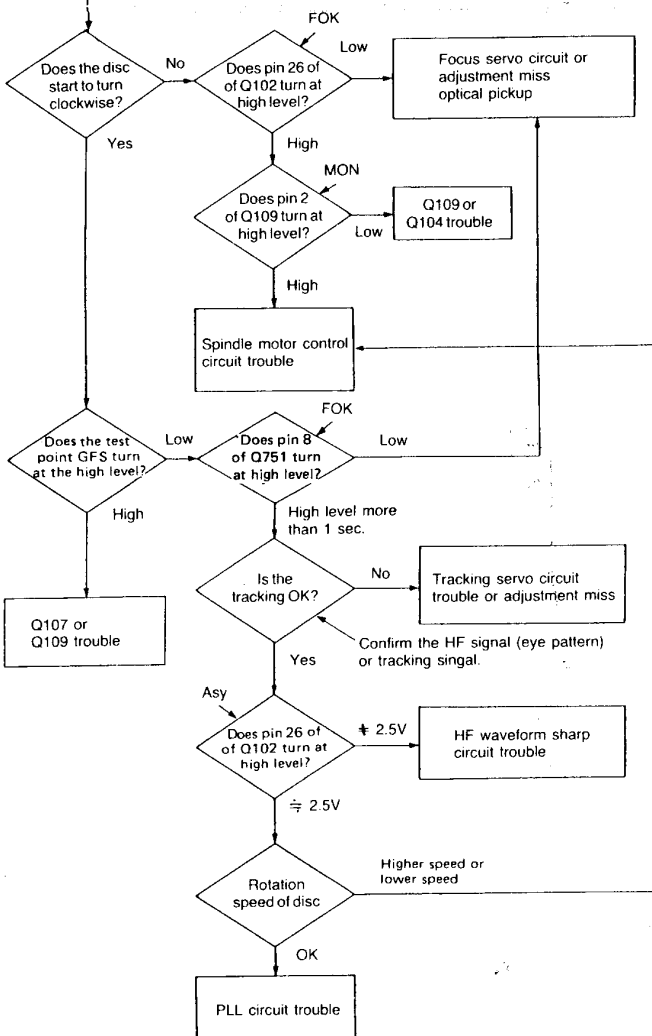 FOK
Does the disc
start to turn
clockwise?
No
Does pin 26 of
of Q102 turn at
high level?
Low
Focus servo circuit or
adjustment miss
optical pickup
Yes
High
MON
Does pin 2
of Q109 turn at
high level?
Low
Q109 or
Q104 trouble
High
Spindle motor control
circuit trouble
FOK
Does the test
point GFS turn
at the high level?
Low
Does pin 8
of Q751 turn
at high level?
Low
High
High level more
than 1 sec.
Q107 or
Q109 trouble
Is the
tracking OK?
No
Tracking servo circuit
trouble or adjustment miss
Confirm the HF signal (eye pattern)
or tracking singal.
Yes
Asy
Does pin 26 of
of Q102 turn at
high level?
≠ 2.5V
HF waveform sharp
circuit trouble
≒ 2.5V
Rotation
speed of disc
Higher speed or
lower speed
OK
PLL circuit trouble